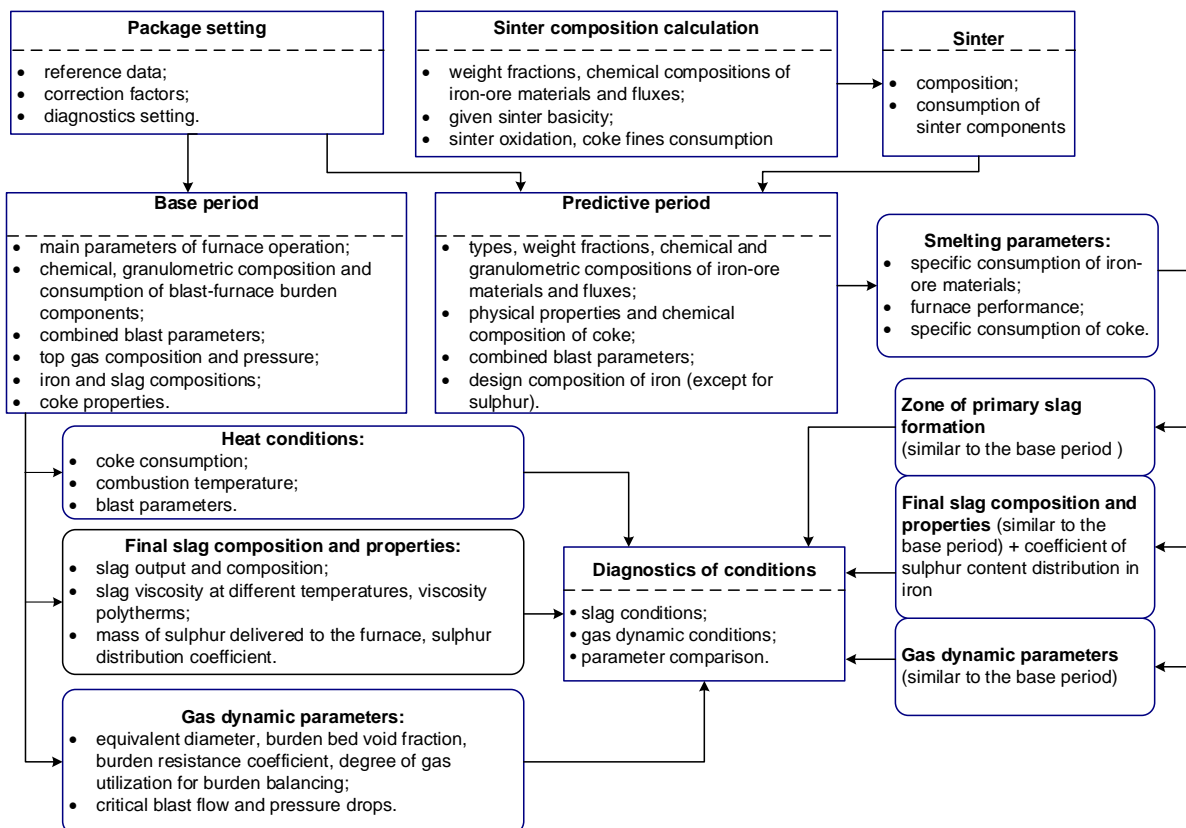 Package setting
• reference data;
• correction factors;
• diagnostics setting.
Sinter composition calculation
• weight fractions, chemical compositions of
iron-ore materials and fluxes;
• given sinter basicity;
• sinter oxidation, coke fines consumption
Sinter
• composition;
• consumption of
sinter components
Base period
• main parameters of furnace operation;
• chemical, granulometric composition and
consumption of blast-furnace burden
components;
• combined blast parameters;
• top gas composition and pressure;
• iron and slag compositions;
• coke properties.
Predictive period
• types, weight fractions, chemical and
granulometric compositions of iron-ore
materials and fluxes;
• physical properties and chemical
composition of coke;
• combined blast parameters;
• design composition of iron (except for
sulphur).
Smelting parameters:
• specific consumption of iron-
ore materials;
• furnace performance;
• specific consumption of coke.
Heat conditions:
• coke consumption;
• combustion temperature;
• blast parameters.
Final slag composition and properties:
• slag output and composition;
• slag viscosity at different temperatures, viscosity
polytherms;
• mass of sulphur delivered to the furnace, sulphur
distribution coefficient.
Gas dynamic parameters:
• equivalent diameter, burden bed void fraction,
burden resistance coefficient, degree of gas
utilization for burden balancing;
• critical blast flow and pressure drops.
Diagnostics of conditions
• slag conditions;
• gas dynamic conditions;
• parameter comparison.
Zone of primary slag
formation
(similar to the base period )
Final slag composition and
properties (similar to the
base period) + coefficient of
sulphur content distribution in
iron
Gas dynamic parameters
(similar to the base period)